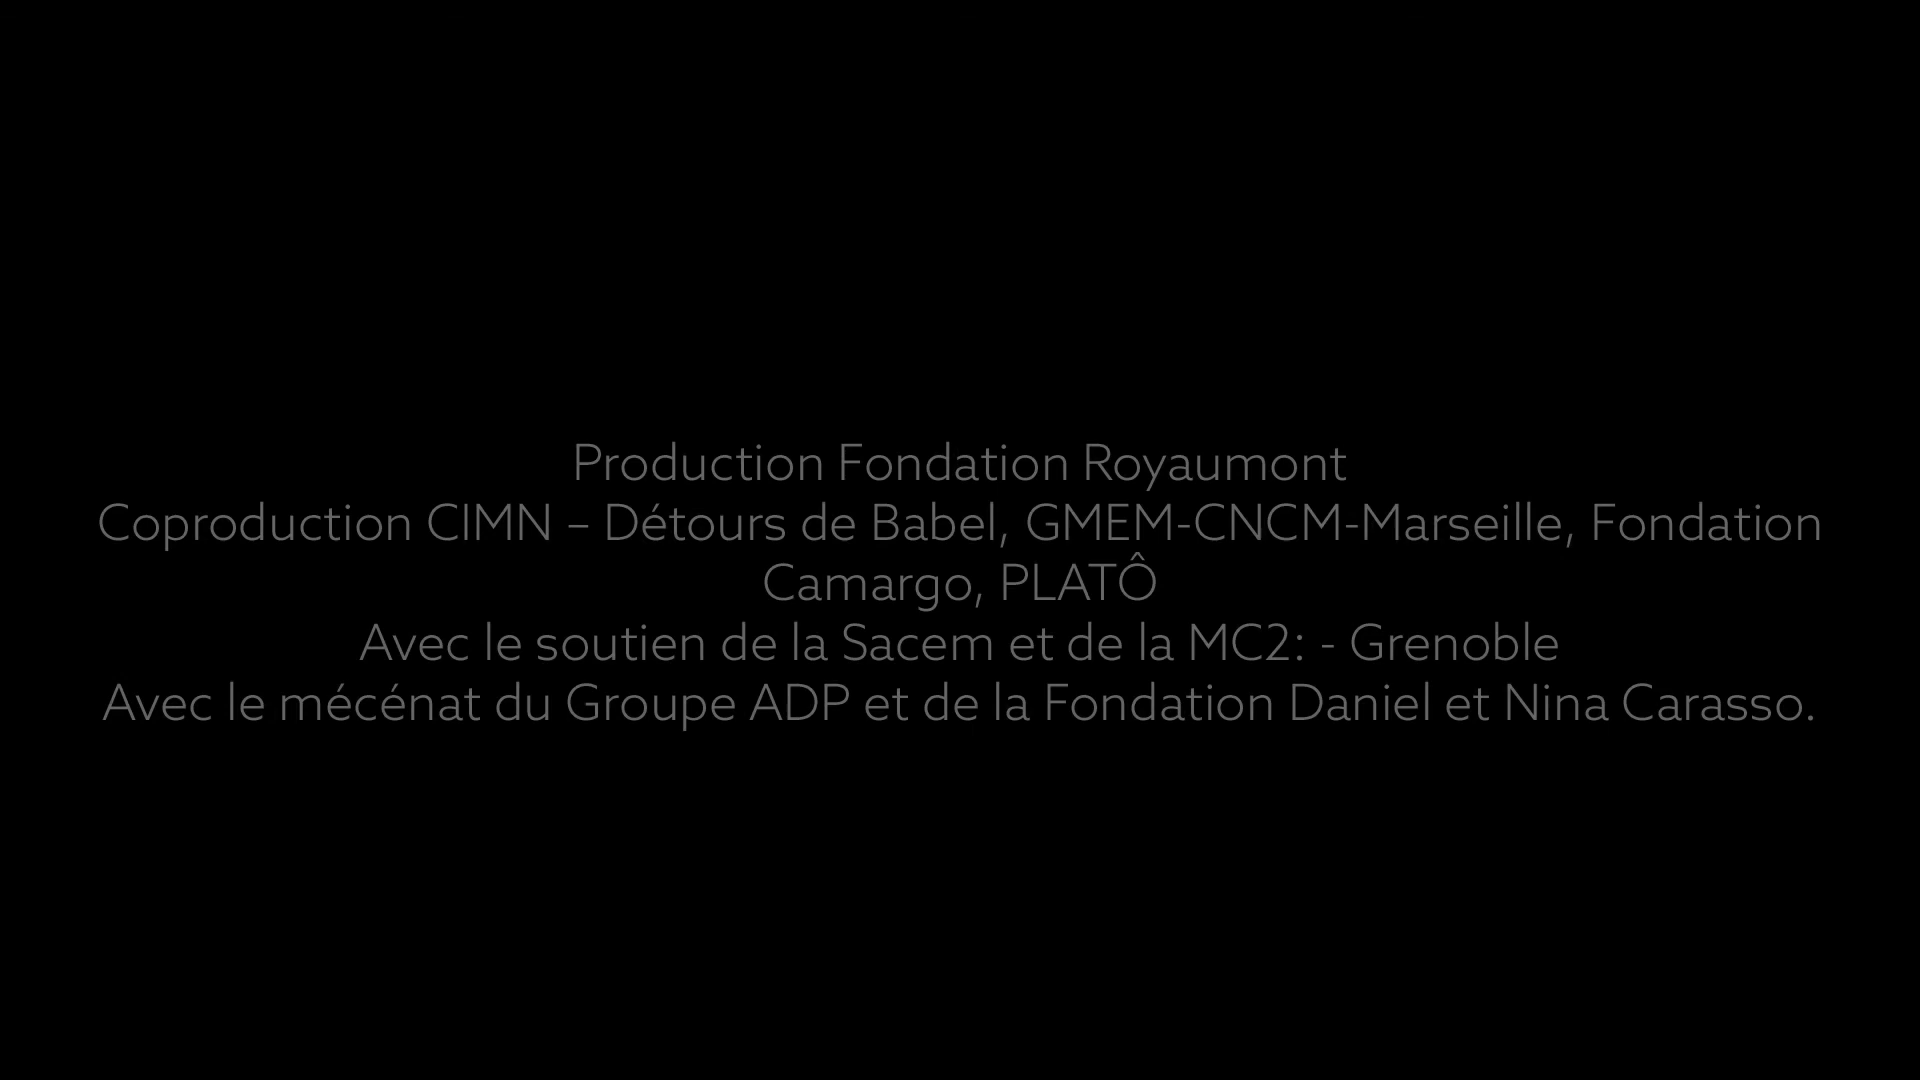 Production Fondation Royaumont
Coproduction CIMN – Détours de Babel, GMEM-CNCM-Marseille, Fondation
Camargo, PLATÔ
Avec le soutien de la Sacem et de la MC2: - Grenoble
Avec le mécénat du Groupe ADP et de la Fondation Daniel et Nina Carasso.